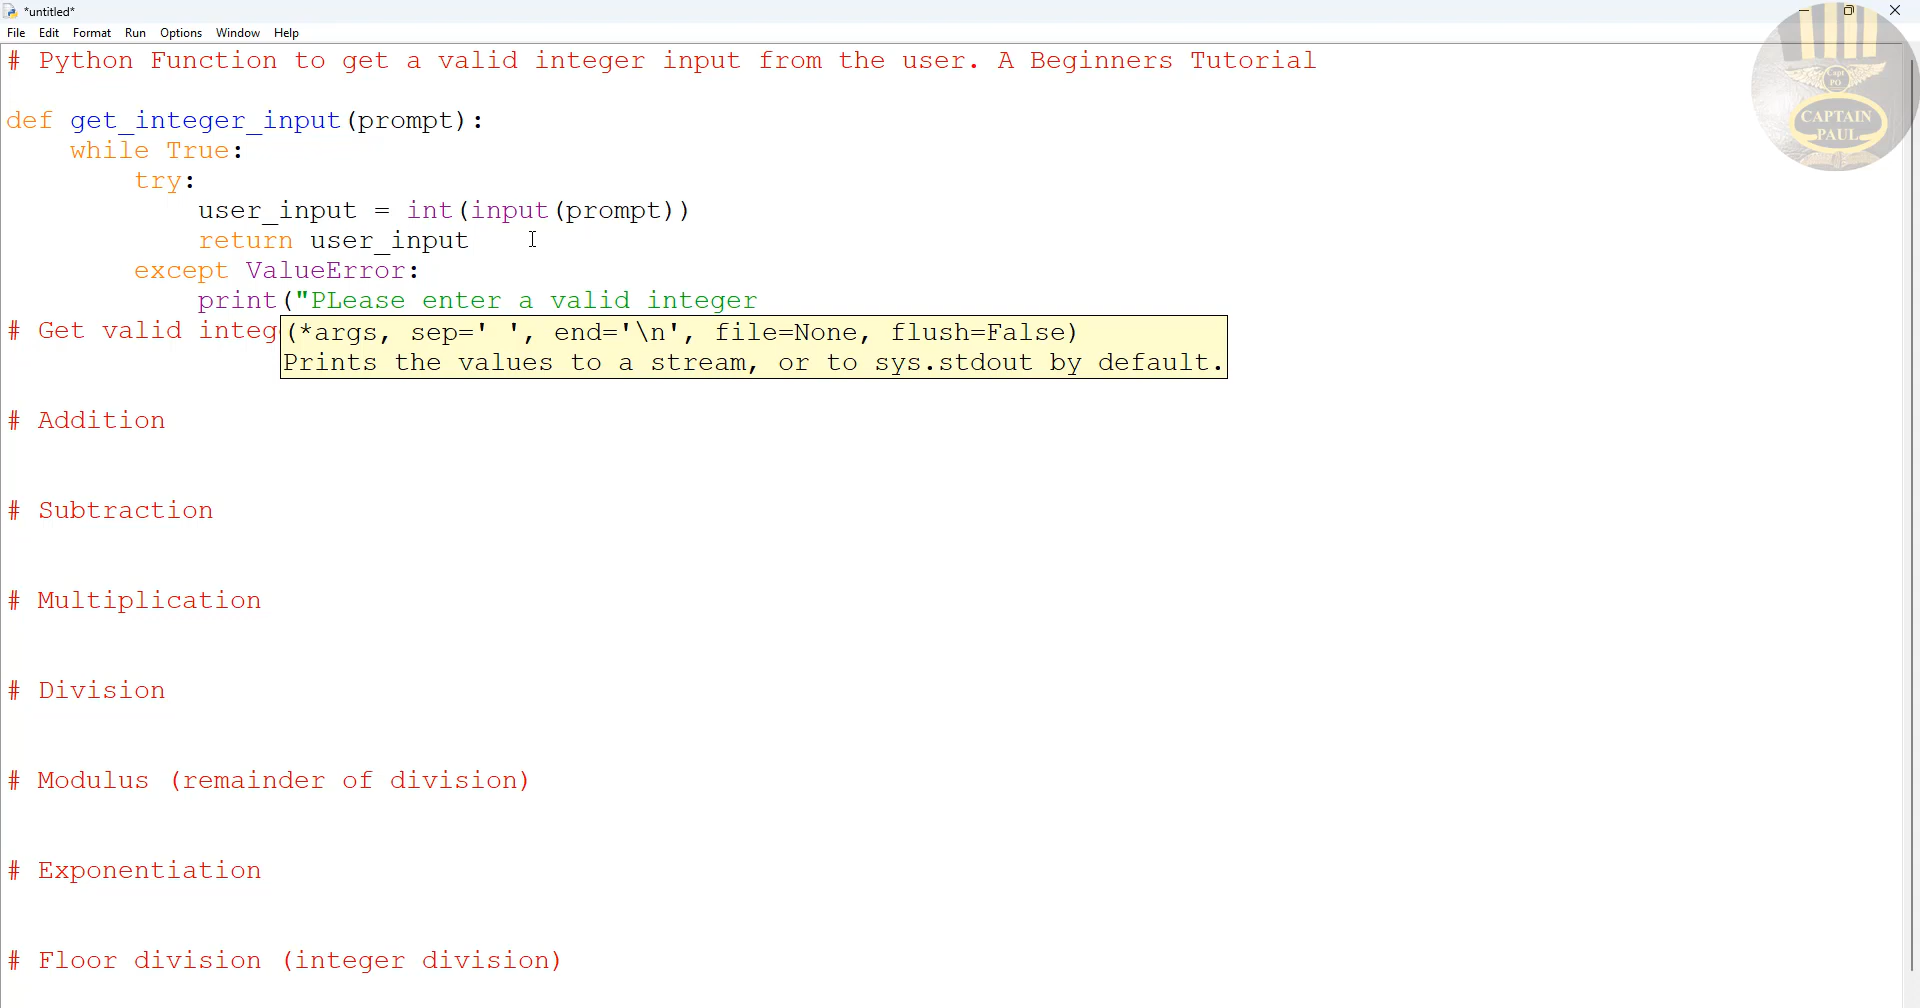 *untitled*
File Edit Format Run Options Window Help
# Python Function to get a valid integer input from the user. A Beginners Tutorial
def get_integer_input(prompt):
    while True:
        try:
            user_input = int(input(prompt))
            return user_input
        except ValueError:
            print("PLease enter a valid integer
# Get valid integ
(*args, sep=' ', end='\n', file=None, flush=False)
Prints the values to a stream, or to sys.stdout by default.
# Addition
# Subtraction
# Multiplication
# Division
# Modulus (remainder of division)
# Exponentiation
# Floor division (integer division)
Capt
PO
CAPTAIN
PAUL